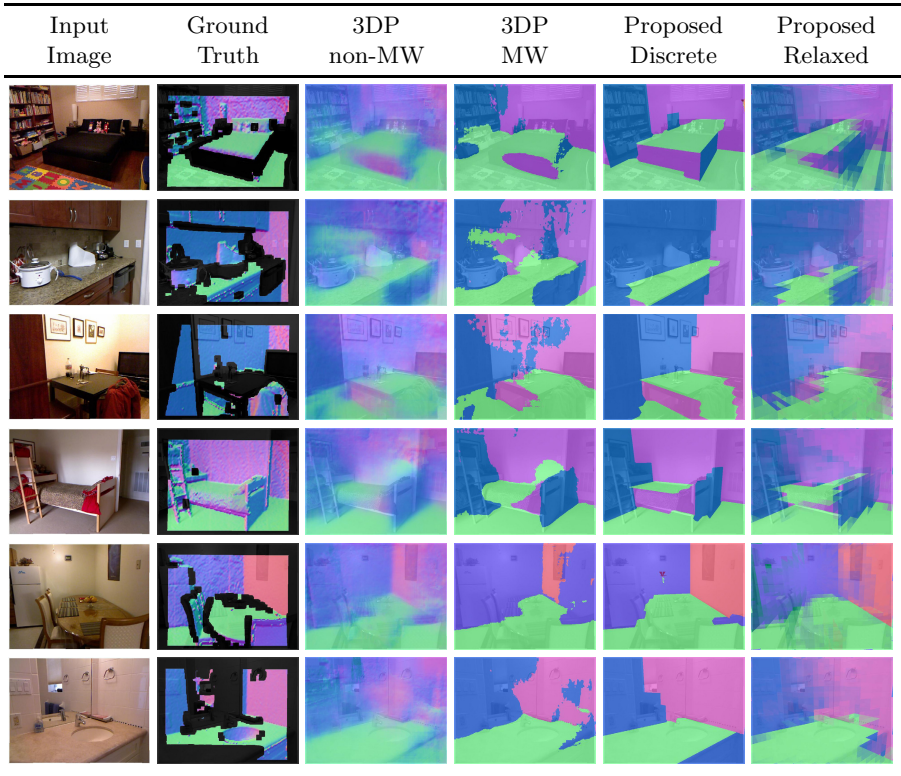 Input Ground 3DP 3DP Proposed Proposed
Image Truth non-MW MW Discrete Relaxed